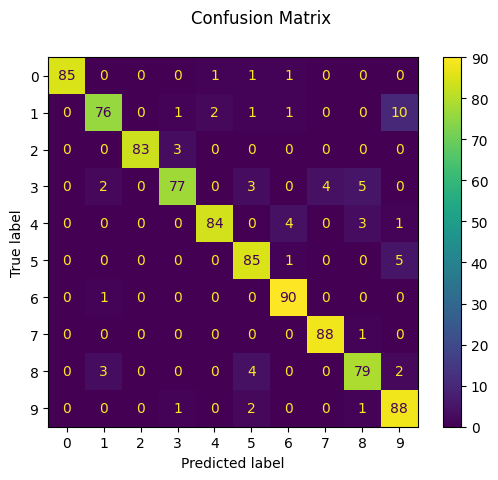 Confusion Matrix
True label
0 85 0 0 0 1 1 1 0 0 0
1 0 76 0 1 2 1 1 0 0 10
2 0 0 83 3 0 0 0 0 0 0
3 0 2 0 77 0 3 0 4 5 0
4 0 0 0 0 84 0 4 0 3 1
5 0 0 0 0 0 85 1 0 0 5
6 0 1 0 0 0 0 90 0 0 0
7 0 0 0 0 0 0 0 88 1 0
8 0 3 0 0 0 4 0 0 79 2
9 0 0 0 1 0 2 0 0 1 88
0 1 2 3 4 5 6 7 8 9
Predicted label
90
80
70
60
50
40
30
20
10
0